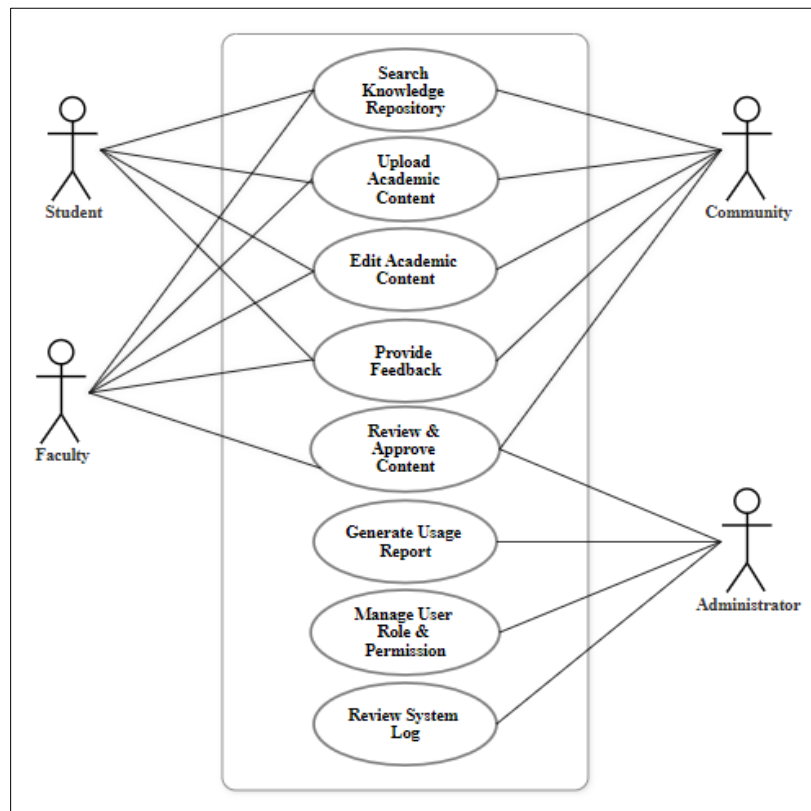 Search
Knowledge
Repository
Upload
Academic
Content
Student
Community
Edit Academic
Content
Provide
Feedback
Faculty
Review &
Approve
Content
Generate Usage
Report
Administrator
Manage User
Role &
Permission
Review System
Log